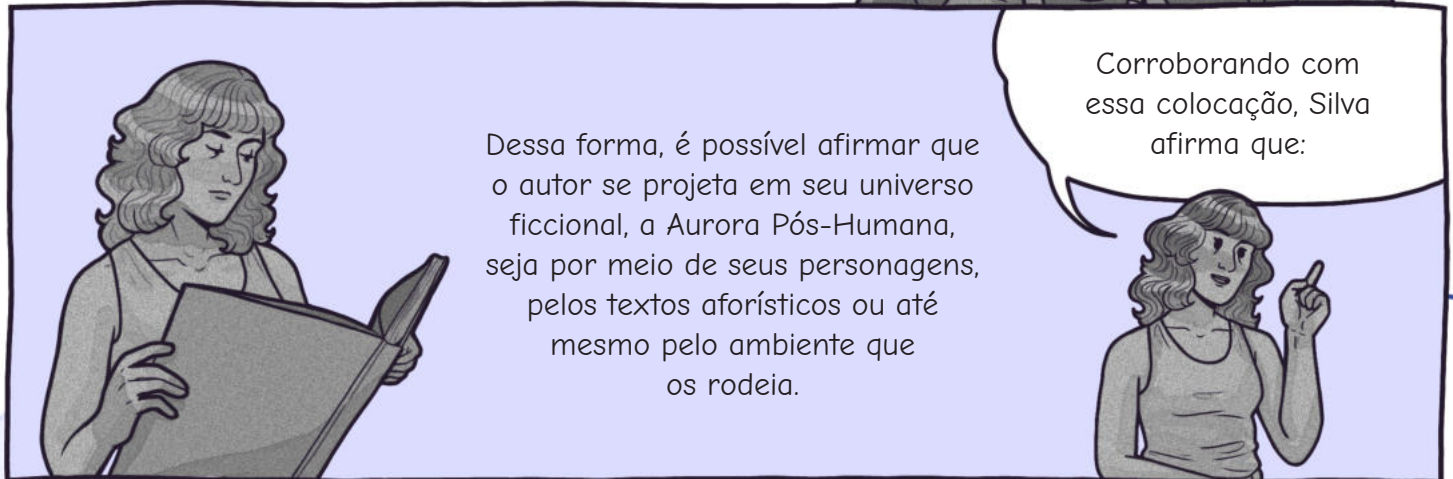 Dessa forma, é possível afirmar que
o autor se projeta em seu universo
ficcional, a Aurora Pós-Humana,
seja por meio de seus personagens,
pelos textos aforísticos ou até
mesmo pelo ambiente que
os rodeia.
Corroborando com
essa colocação, Silva
afirma que: